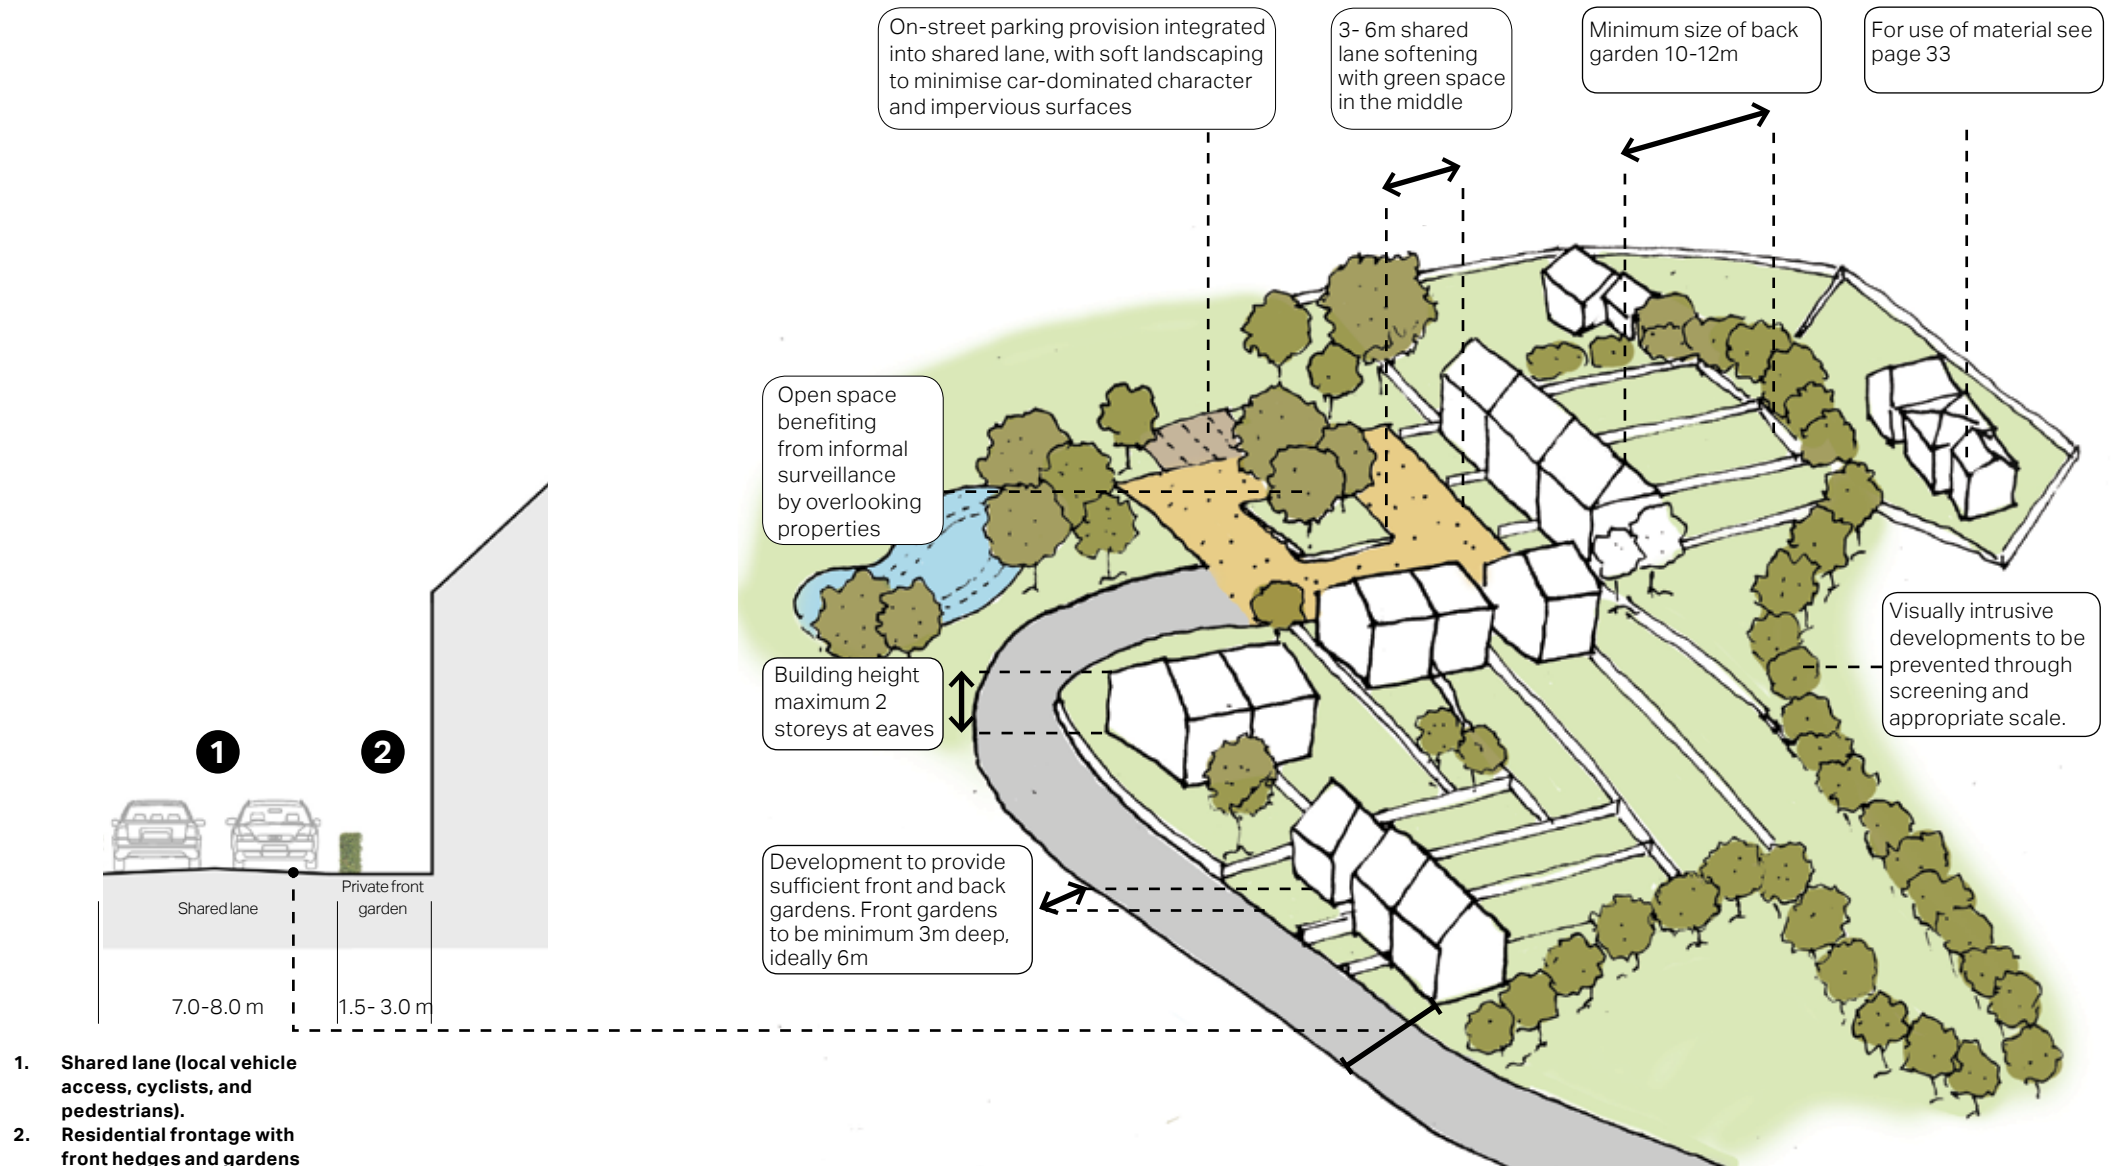 On-street parking provision integrated
into shared lane, with soft landscaping
to minimise car-dominated character
and impervious surfaces
3- 6m shared
lane softening
with green space
in the middle
Minimum size of back
garden 10-12m
For use of material see
page 33
Open space
benefiting
from informal
surveillance
by overlooking
properties
Building height
maximum 2
storeys at eaves
Visually intrusive
developments to be
prevented through
screening and
appropriate scale.
Development to provide
sufficient front and back
gardens. Front gardens
to be minimum 3m deep,
ideally 6m
1
2
Shared lane
Private front
garden
7.0-8.0 m
1.5- 3.0 m
1. Shared lane (local vehicle
access, cyclists, and
pedestrians).
2. Residential frontage with
front hedges and gardens